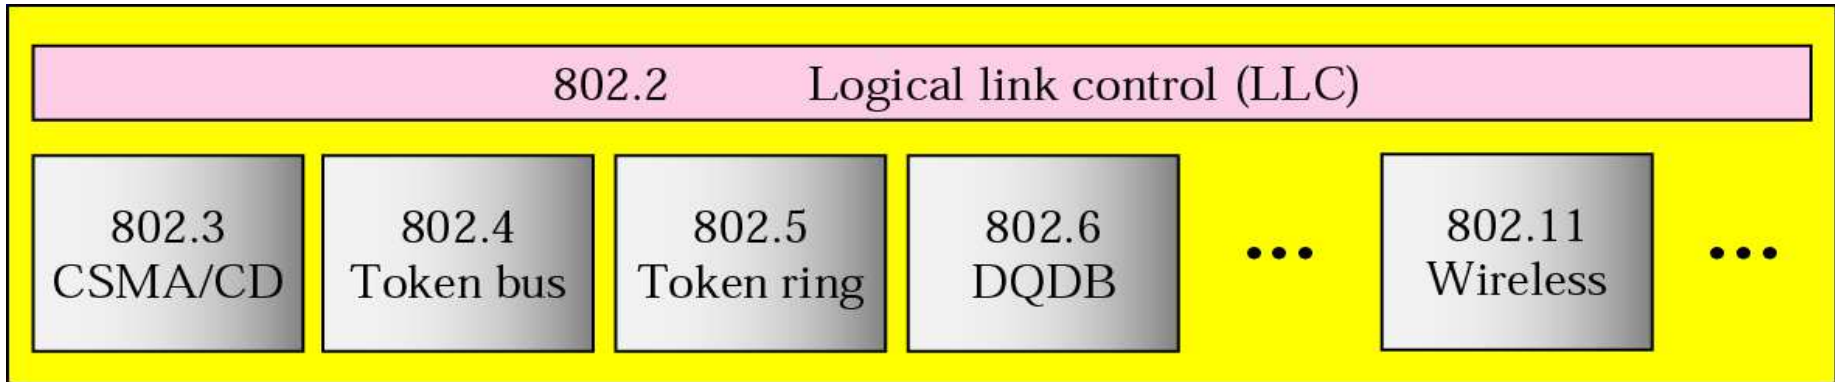 802.2 Logical link control (LLC)
802.3
CSMA/CD
802.4
Token bus
802.5
Token ring
802.6
DQDB
...
802.11
Wireless
...